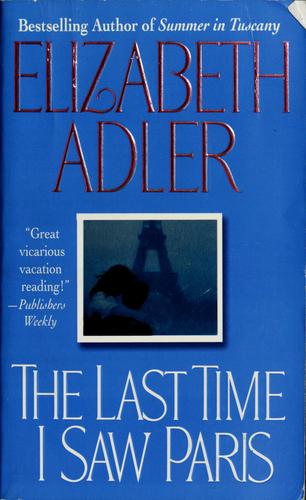 Bestselling Author of Summer in Tuscany
ELIZABETH
ADLER
"Great
vicarious
vacation
reading!"
—Publishers
Weekly
THE LAST TIME
I SAW PARIS